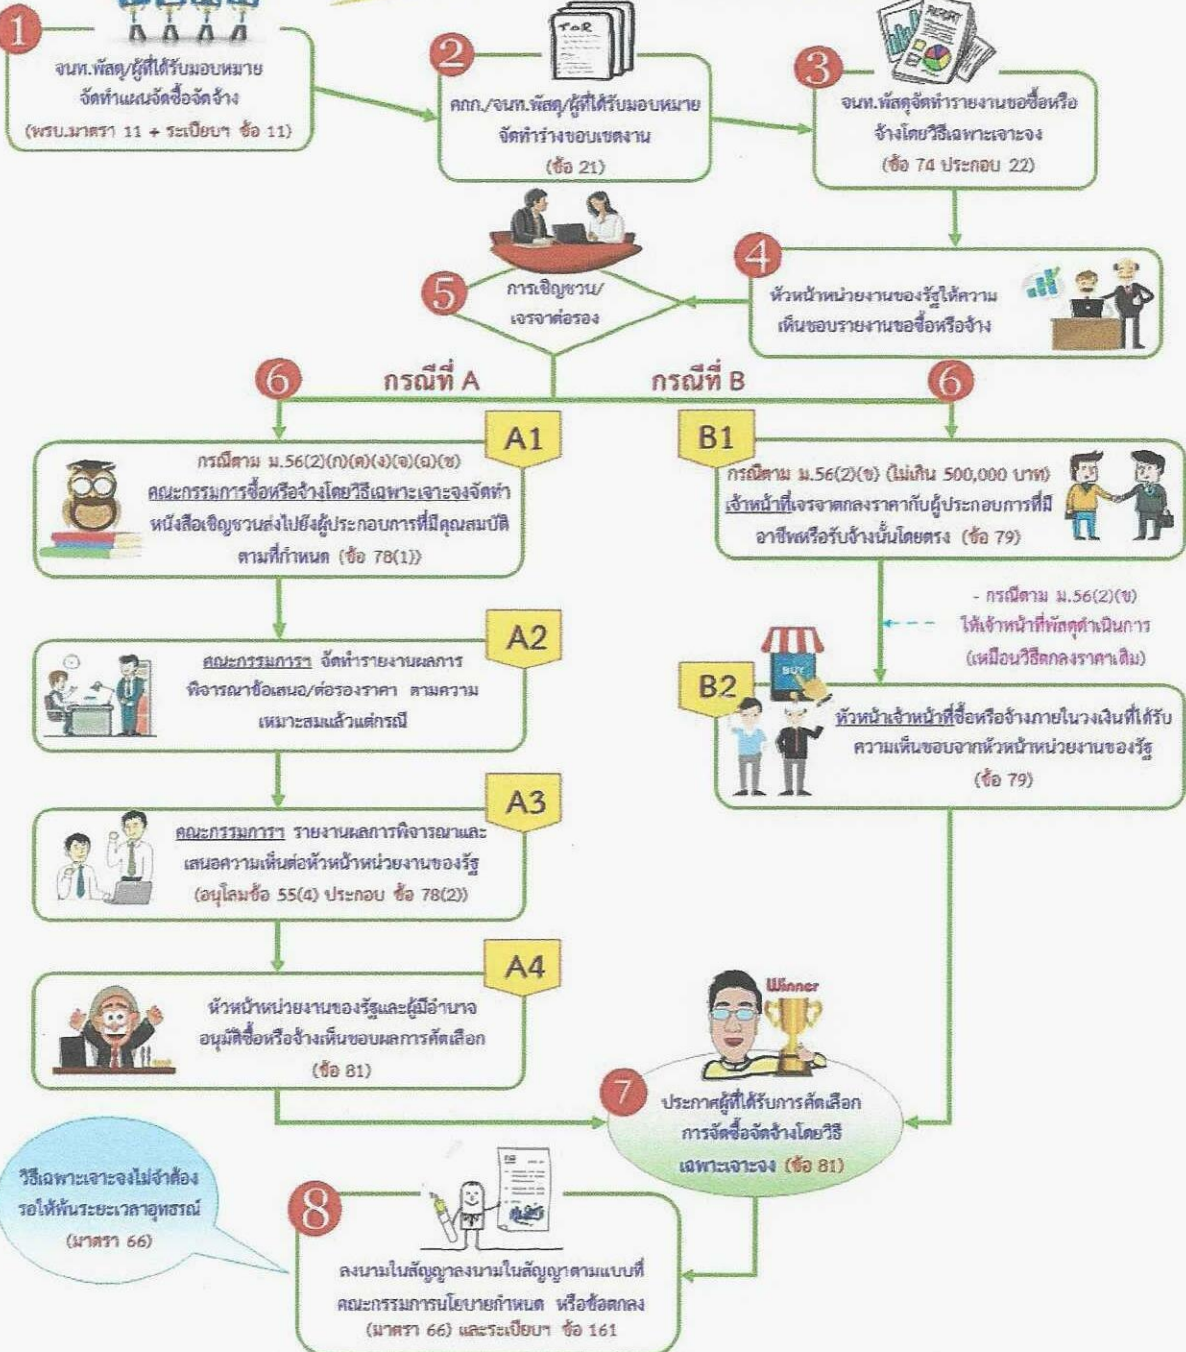 1
จนท.พัสดุ/ผู้ที่ได้รับมอบหมาย
จัดทำแผนจัดซื้อจัดจ้าง
(พรบ.มาตรา 11 + ระเบียบฯ ข้อ 11)
2
TOR
คกก./จนท.พัสดุ/ผู้ที่ได้รับมอบหมาย
จัดทำร่างขอบเขตงาน
(ข้อ 21)
3
REPORT
จนท.พัสดุจัดทำรายงานขอซื้อหรือ
จ้างโดยวิธีเฉพาะเจาะจง
(ข้อ 74 ประกอบ 22)
4
หัวหน้าหน่วยงานของรัฐให้ความ
เห็นชอบรายงานขอซื้อหรือจ้าง
5
การเชิญชวน/
เจรจาต่อรอง
6
กรณีที่ A
กรณีที่ B
6
A1
กรณีตาม ม.56(2)(ก)(ค)(ง)(จ)(ฉ)(ช)
คณะกรรมการซื้อหรือจ้างโดยวิธีเฉพาะเจาะจงจัดทำ
หนังสือเชิญชวนส่งไปยังผู้ประกอบการที่มีคุณสมบัติ
ตามที่กำหนด (ข้อ 78(1))
A2
คณะกรรมการฯ จัดทำรายงานผลการ
พิจารณาข้อเสนอ/ต่อรองราคา ตามความ
เหมาะสมแล้วแต่กรณี
A3
คณะกรรมการฯ รายงานผลการพิจารณาและ
เสนอความเห็นต่อหัวหน้าหน่วยงานของรัฐ
(อนุโลมข้อ 55(4) ประกอบ ข้อ 78(2))
A4
หัวหน้าหน่วยงานของรัฐและผู้มีอำนาจ
อนุมัติซื้อหรือจ้างเห็นชอบผลการคัดเลือก
(ข้อ 81)
B1
กรณีตาม ม.56(2)(ข) (ไม่เกิน 500,000 บาท)
เจ้าหน้าที่เจรจาตกลงราคากับผู้ประกอบการที่มี
อาชีพหรือรับจ้างนั้นโดยตรง (ข้อ 79)
- กรณีตาม ม.56(2)(ข)
ให้เจ้าหน้าที่พัสดุดำเนินการ
(เหมือนวิธีตกลงราคาเดิม)
B2
BUY
หัวหน้าเจ้าหน้าที่ซื้อหรือจ้างภายในวงเงินที่ได้รับ
ความเห็นชอบจากหัวหน้าหน่วยงานของรัฐ
(ข้อ 79)
Winner
7
ประกาศผู้ที่ได้รับการคัดเลือก
การจัดซื้อจัดจ้างโดยวิธี
เฉพาะเจาะจง (ข้อ 81)
วิธีเฉพาะเจาะจงไม่จำต้อง
รอให้พ้นระยะเวลาอุทธรณ์
(มาตรา 66)
8
ลงนามในสัญญาลงนามในสัญญาตามแบบที่
คณะกรรมการนโยบายกำหนด หรือข้อตกลง
(มาตรา 66) และระเบียบฯ ข้อ 161